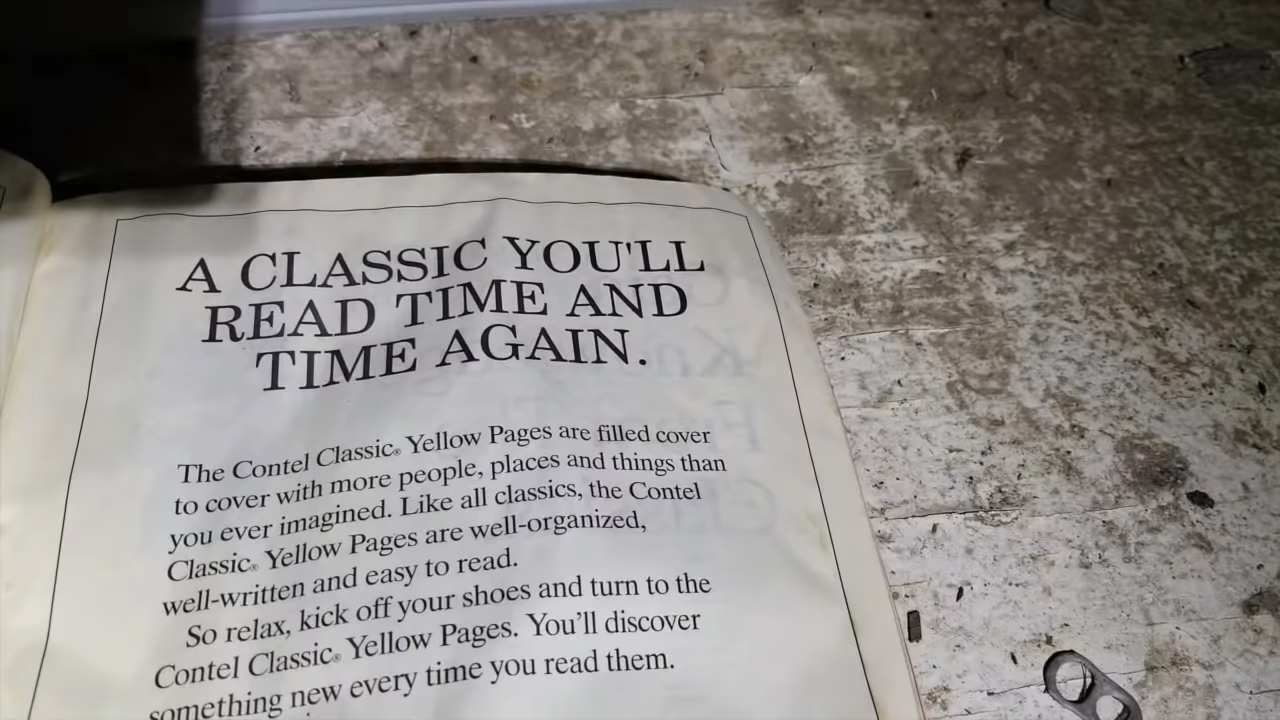 A CLASSIC YOU'LL
READ TIME AND
TIME AGAIN.
The Contel Classic® Yellow Pages are filled cover
to cover with more people, places and things than
you ever imagined. Like all classics, the Contel
Classic® Yellow Pages are well-organized,
well-written and easy to read.
So relax, kick off your shoes and turn to the
Contel Classic® Yellow Pages. You'll discover
something new every time you read them.